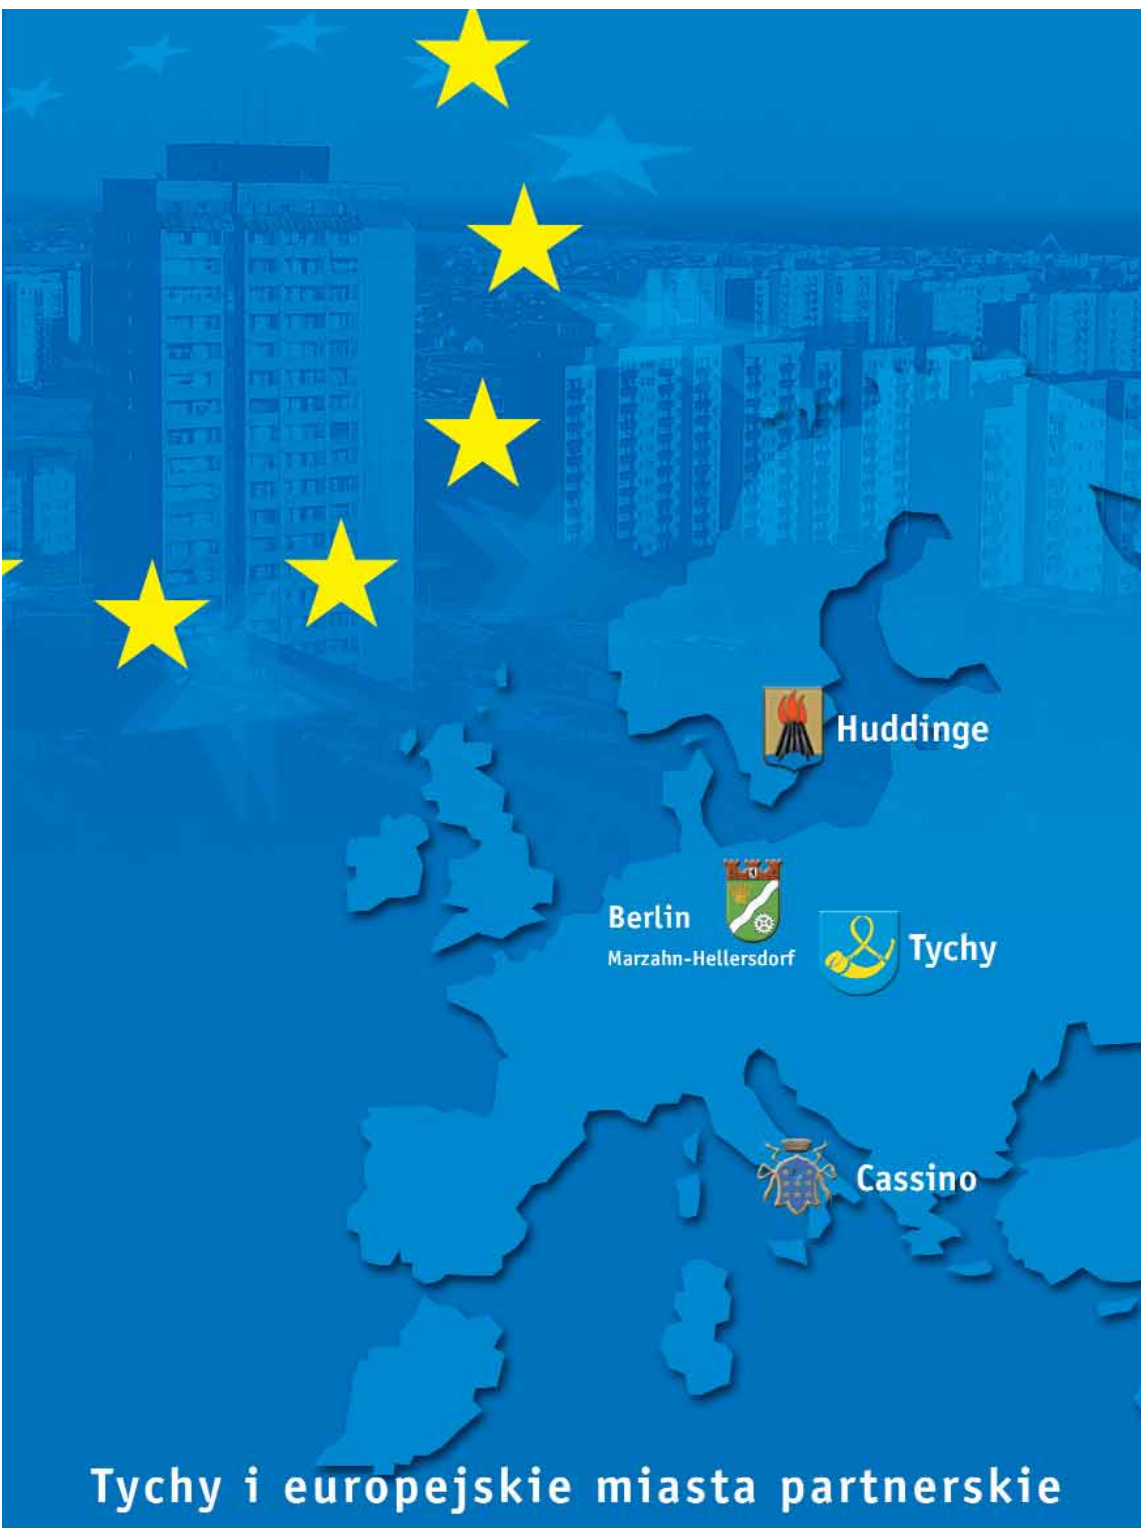 Huddinge
Berlin
Marzahn-Hellersdorf
Tychy
Cassino
Tychy i europejskie miasta partnerskie